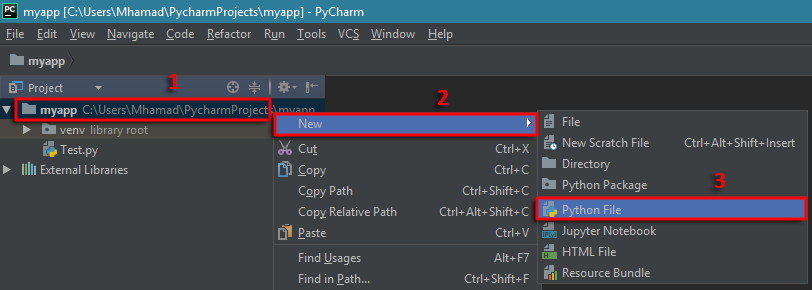 PC
myapp [C:\Users\Mhamad\PycharmProjects\myapp] - PyCharm
File Edit View Navigate Code Refactor Run Tools VCS Window Help
myapp
Project
1
myapp C:\Users\Mhamad\PycharmProjects\myapp
venv library root
Test.py
External Libraries
2
New
Cut Ctrl+X
Copy Ctrl+C
Copy Path Ctrl+Shift+C
Copy Relative Path Ctrl+Alt+Shift+C
Paste Ctrl+V
Find Usages Alt+F7
Find in Path... Ctrl+Shift+F
File
New Scratch File Ctrl+Alt+Shift+Insert
Directory
Python Package
3
Python File
Jupyter Notebook
HTML File
Resource Bundle